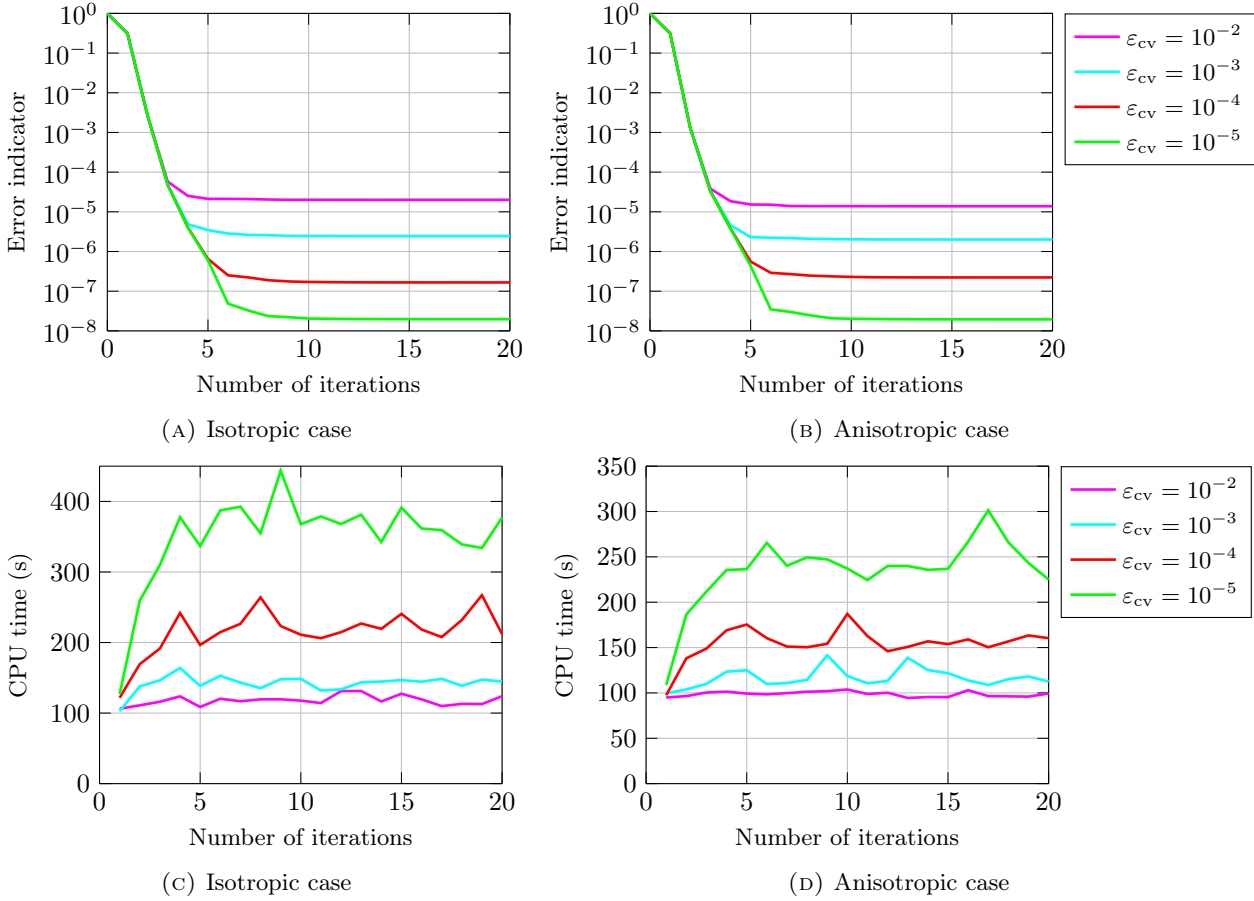 10⁰
10⁻¹
10⁻²
10⁻³
10⁻⁴
10⁻⁵
10⁻⁶
10⁻⁷
10⁻⁸
Error indicator
0 5 10 15 20
Number of iterations
(A) Isotropic case
10⁰
10⁻¹
10⁻²
10⁻³
10⁻⁴
10⁻⁵
10⁻⁶
10⁻⁷
10⁻⁸
Error indicator
0 5 10 15 20
Number of iterations
(B) Anisotropic case
ε_cv = 10⁻²
ε_cv = 10⁻³
ε_cv = 10⁻⁴
ε_cv = 10⁻⁵
400
300
200
100
0
CPU time (s)
0 5 10 15 20
Number of iterations
(C) Isotropic case
350
300
250
200
150
100
50
0
CPU time (s)
0 5 10 15 20
Number of iterations
(D) Anisotropic case
ε_cv = 10⁻²
ε_cv = 10⁻³
ε_cv = 10⁻⁴
ε_cv = 10⁻⁵